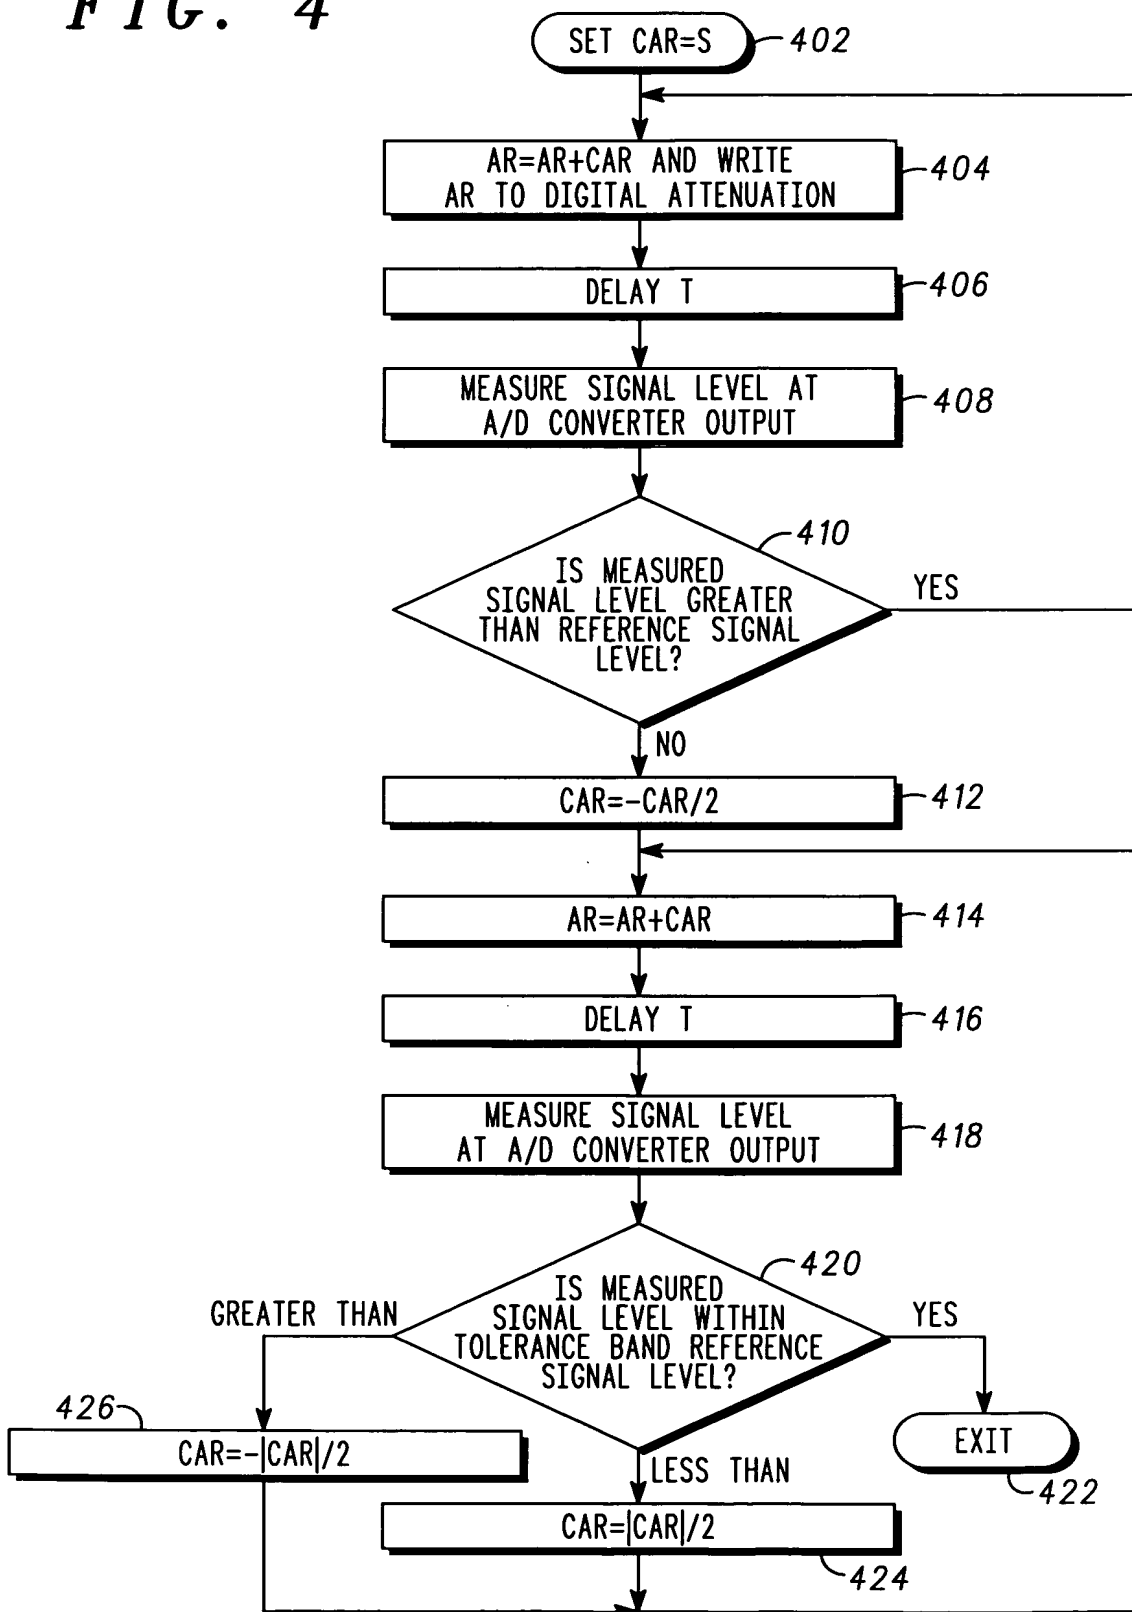 FIG. 4
SET CAR=S
402
AR=AR+CAR AND WRITE
AR TO DIGITAL ATTENUATION
404
DELAY T
406
MEASURE SIGNAL LEVEL AT
A/D CONVERTER OUTPUT
408
410
IS MEASURED
SIGNAL LEVEL GREATER
THAN REFERENCE SIGNAL
LEVEL?
YES
NO
CAR=-CAR/2
412
AR=AR+CAR
414
DELAY T
416
MEASURE SIGNAL LEVEL
AT A/D CONVERTER OUTPUT
418
420
IS MEASURED
SIGNAL LEVEL WITHIN
TOLERANCE BAND REFERENCE
SIGNAL LEVEL?
GREATER THAN
YES
426
CAR=-|CAR|/2
EXIT
422
LESS THAN
CAR=|CAR|/2
424